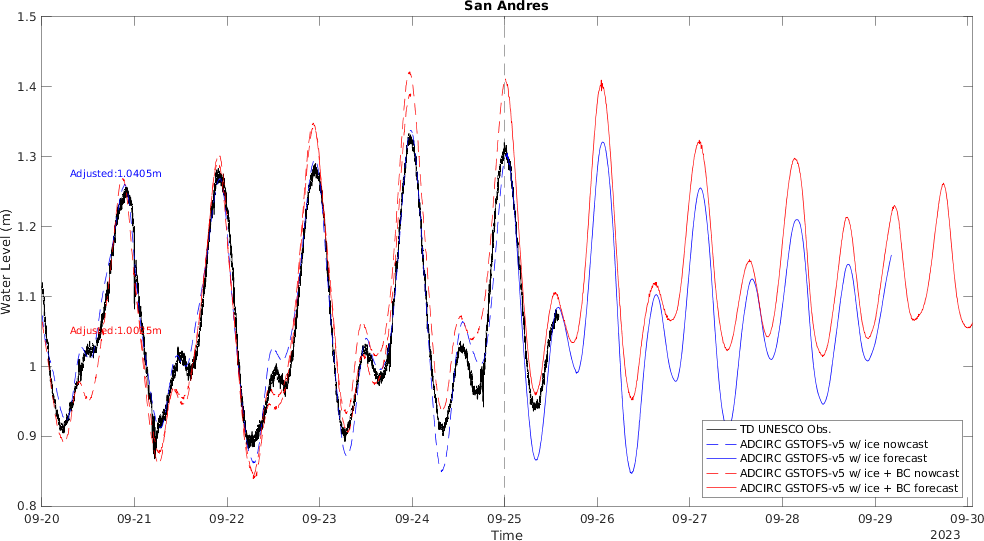 San Andres
1.5
1.4
1.3
1.2
1.1
1
0.9
0.8
Water Level (m)
Adjusted:1.0405m
Adjusted:1.0085m
TD UNESCO Obs.
ADCIRC GSTOFS-v5 w/ ice nowcast
ADCIRC GSTOFS-v5 w/ ice forecast
ADCIRC GSTOFS-v5 w/ ice + BC nowcast
ADCIRC GSTOFS-v5 w/ ice + BC forecast
09-20 09-21 09-22 09-23 09-24 09-25 09-26 09-27 09-28 09-29 09-30
Time
2023